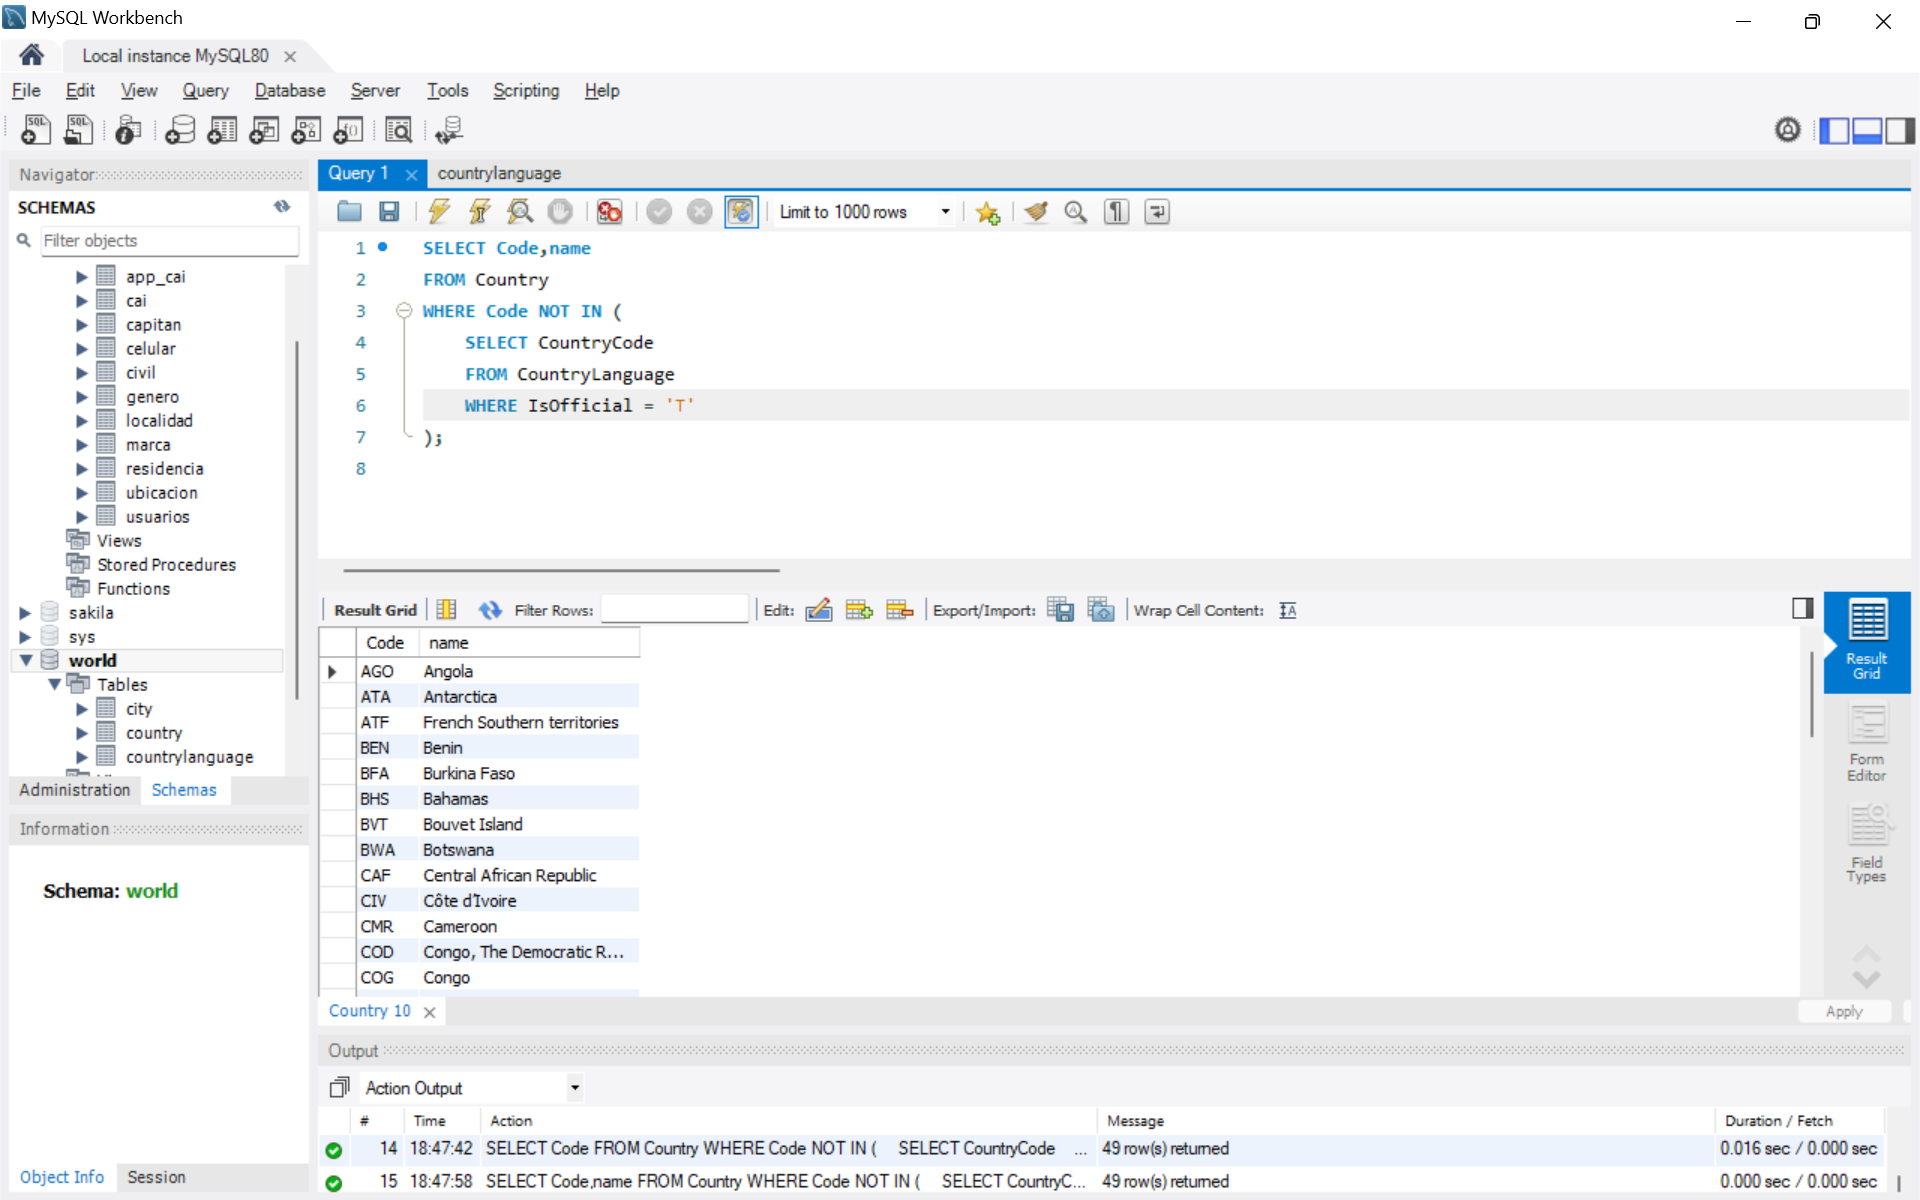 MySQL Workbench
Local instance MySQL80
File Edit View Query Database Server Tools Scripting Help
Navigator
SCHEMAS
Filter objects
app_cai
cai
capitan
celular
civil
genero
localidad
marca
residencia
ubicacion
usuarios
Views
Stored Procedures
Functions
sakila
sys
world
Tables
city
country
countrylanguage
Administration Schemas
Information
Schema: world
Object Info Session
Query 1 countrylanguage
Limit to 1000 rows
1 SELECT Code,name
2 FROM Country
3 WHERE Code NOT IN (
4 SELECT CountryCode
5 FROM CountryLanguage
6 WHERE IsOfficial = 'T'
7 );
8
Result Grid Filter Rows: Edit: Export/Import: Wrap Cell Content:
Code name
AGO Angola
ATA Antarctica
ATF French Southern territories
BEN Benin
BFA Burkina Faso
BHS Bahamas
BVT Bouvet Island
BWA Botswana
CAF Central African Republic
CIV Côte d'Ivoire
CMR Cameroon
COD Congo, The Democratic R...
COG Congo
Result
Grid
Form
Editor
Field
Types
Country 10
Apply
Output
Action Output
# Time Action Message Duration / Fetch
14 18:47:42 SELECT Code FROM Country WHERE Code NOT IN ( SELECT CountryCode ... 49 row(s) returned 0.016 sec / 0.000 sec
15 18:47:58 SELECT Code,name FROM Country WHERE Code NOT IN ( SELECT CountryC... 49 row(s) returned 0.000 sec / 0.000 sec